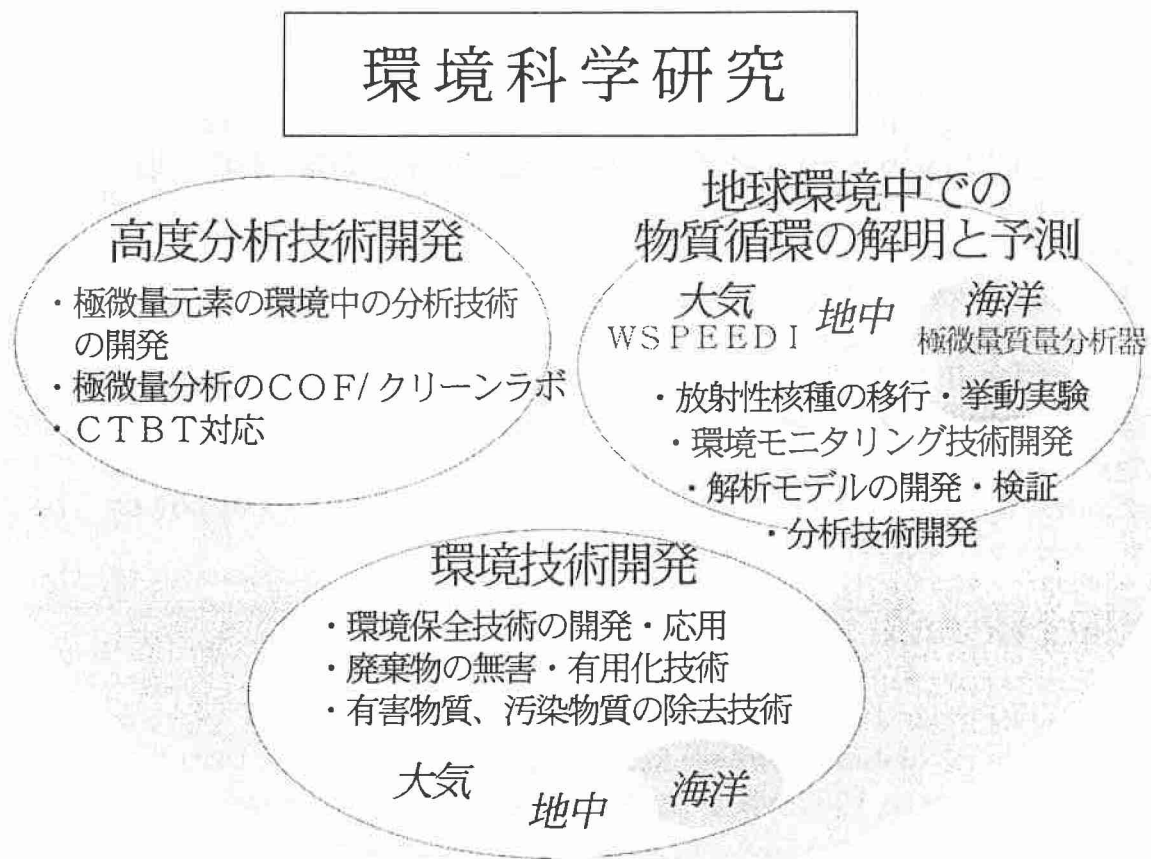 環境科学研究
高度分析技術開発
・極微量元素の環境中の分析技術
の開発
・極微量分析のCOF/クリーンラボ
・CTBT対応
地球環境中での
物質循環の解明と予測
大気 地中 海洋
WSPEEDI 極微量質量分析器
・放射性核種の移行・挙動実験
・環境モニタリング技術開発
・解析モデルの開発・検証
・分析技術開発
環境技術開発
・環境保全技術の開発・応用
・廃棄物の無害・有用化技術
・有害物質、汚染物質の除去技術
大気 地中 海洋